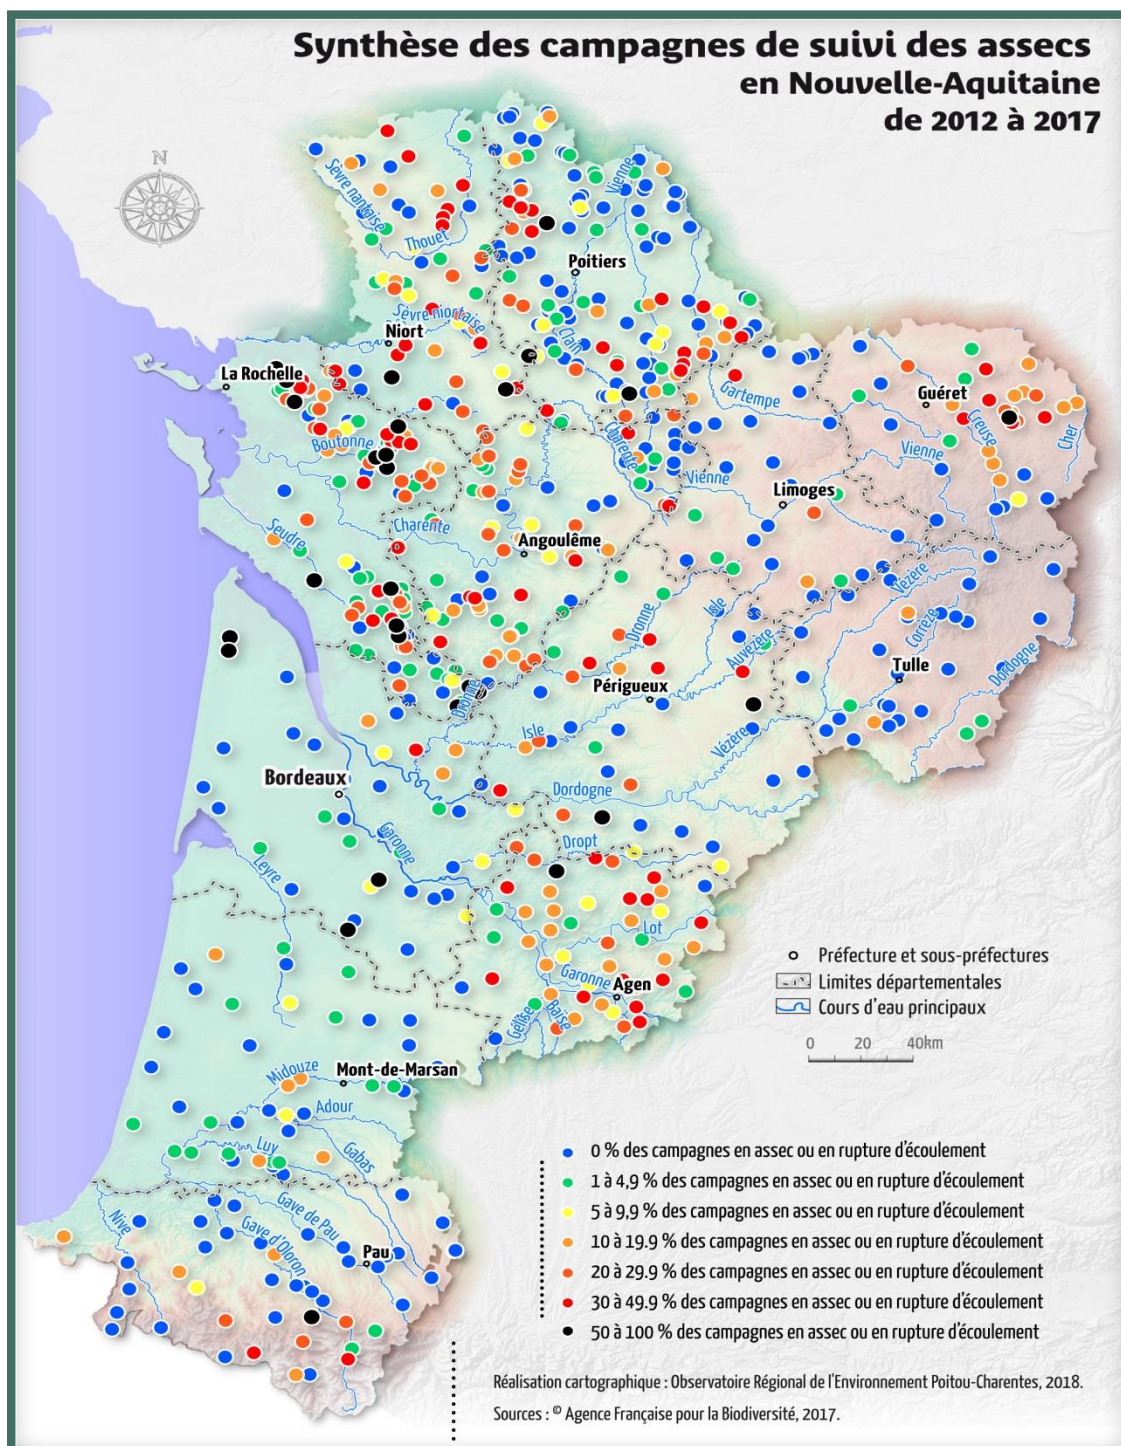 Synthèse des campagnes de suivi des assecs
en Nouvelle-Aquitaine
de 2012 à 2017
N
Sèvre nantaise
Thouet
Vienne
Poitiers
Sèvre niortaise
Niort
Clain
La Rochelle
Gartempe
Guéret
Creuse
Cher
Boutonne
Charente
Vienne
Vienne
Limoges
Charente
Seudre
Angoulême
Dronne
Isle
Vézère
Corrèze
Auvézère
Tulle
Dordogne
Périgueux
Dronne
Isle
Vézère
Bordeaux
Dordogne
Garonne
Dropt
Leyre
Lot
Garonne
Agen
Gélise
Baïse
Midouze
Mont-de-Marsan
Adour
Luy
Gabas
Nive
Gave de Pau
Gave d'Oloron
Pau
Préfecture et sous-préfectures
Limites départementales
Cours d'eau principaux
0 20 40km
0 % des campagnes en assec ou en rupture d'écoulement
1 à 4,9 % des campagnes en assec ou en rupture d'écoulement
5 à 9,9 % des campagnes en assec ou en rupture d'écoulement
10 à 19.9 % des campagnes en assec ou en rupture d'écoulement
20 à 29.9 % des campagnes en assec ou en rupture d'écoulement
30 à 49.9 % des campagnes en assec ou en rupture d'écoulement
50 à 100 % des campagnes en assec ou en rupture d'écoulement
Réalisation cartographique : Observatoire Régional de l'Environnement Poitou-Charentes, 2018.
Sources : © Agence Française pour la Biodiversité, 2017.